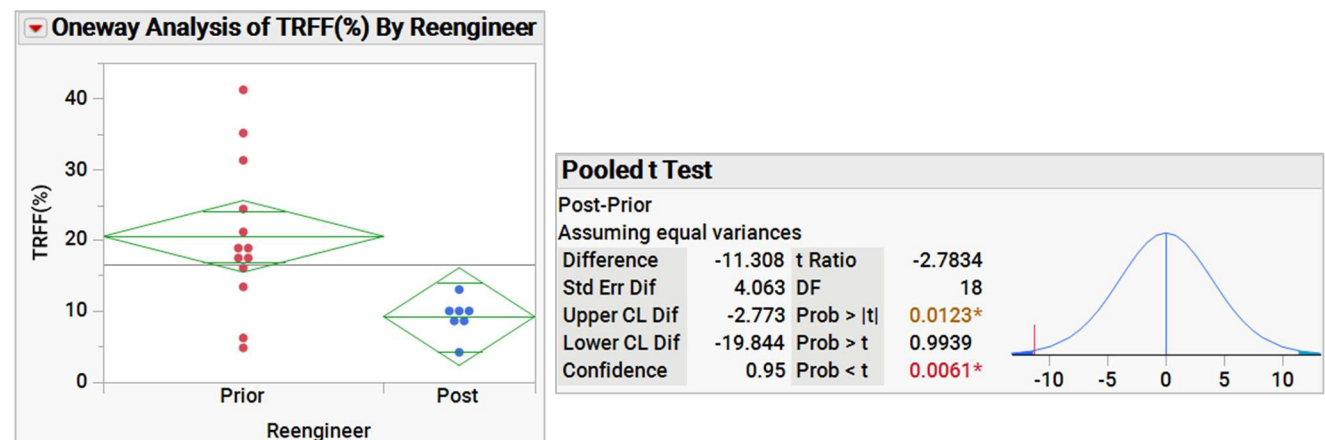 Oneway Analysis of TRFF(%) By Reengineer
TRFF(%)
40
30
20
10
0
Prior Post
Reengineer
Pooled t Test
Post-Prior
Assuming equal variances
Difference -11.308 t Ratio -2.7834
Std Err Dif 4.063 DF 18
Upper CL Dif -2.773 Prob > |t| 0.0123*
Lower CL Dif -19.844 Prob > t 0.9939
Confidence 0.95 Prob < t 0.0061*
-10 -5 0 5 10